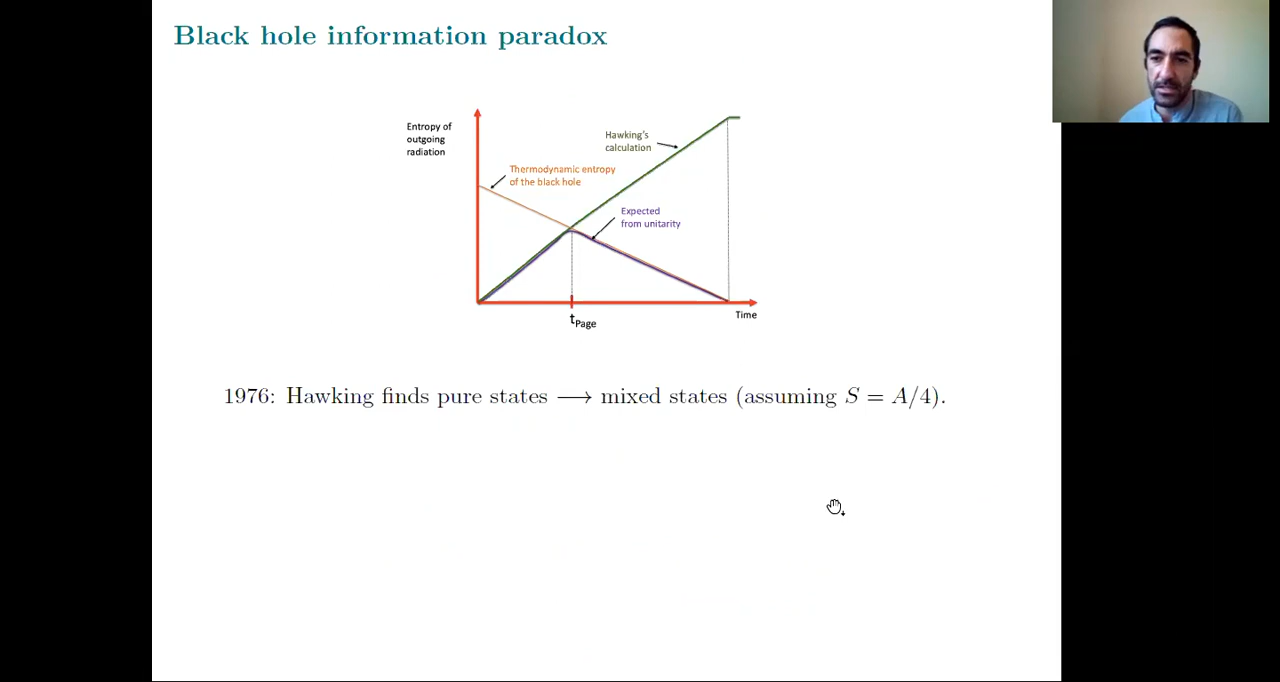 Black hole information paradox
Entropy of
outgoing
radiation
Hawking's
calculation
Thermodynamic entropy
of the black hole
Expected
from unitarity
t_Page
Time
1976: Hawking finds pure states ⟶ mixed states (assuming S = A/4).